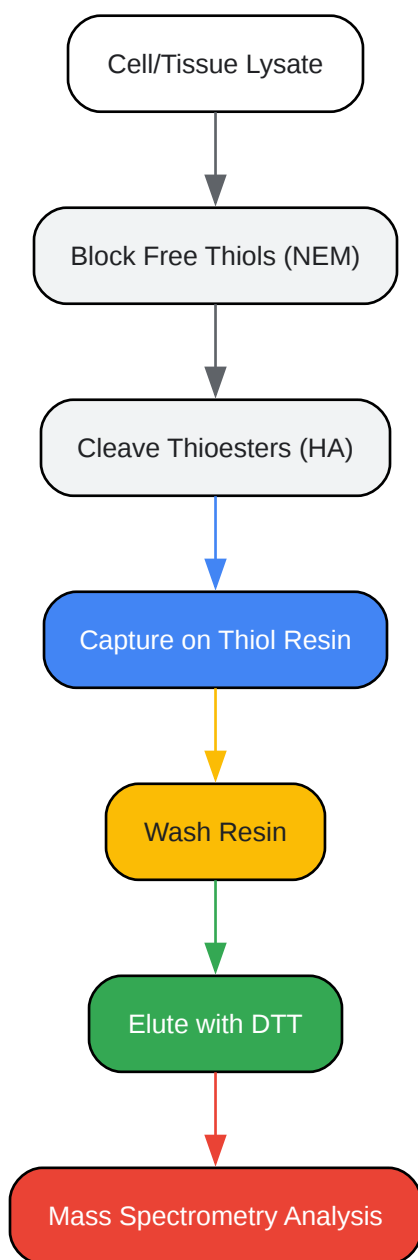 Cell/Tissue Lysate
Block Free Thiols (NEM)
Cleave Thioesters (HA)
Capture on Thiol Resin
Wash Resin
Elute with DTT
Mass Spectrometry Analysis